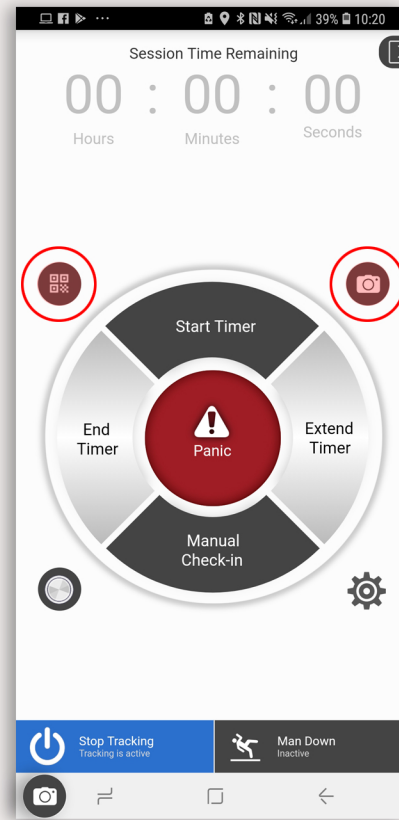 39% 10:20
Session Time Remaining
00 : 00 : 00
Hours Minutes Seconds
Start Timer
End
Timer
Panic
Extend
Timer
Manual
Check-in
Stop Tracking
Tracking is active
Man Down
Inactive